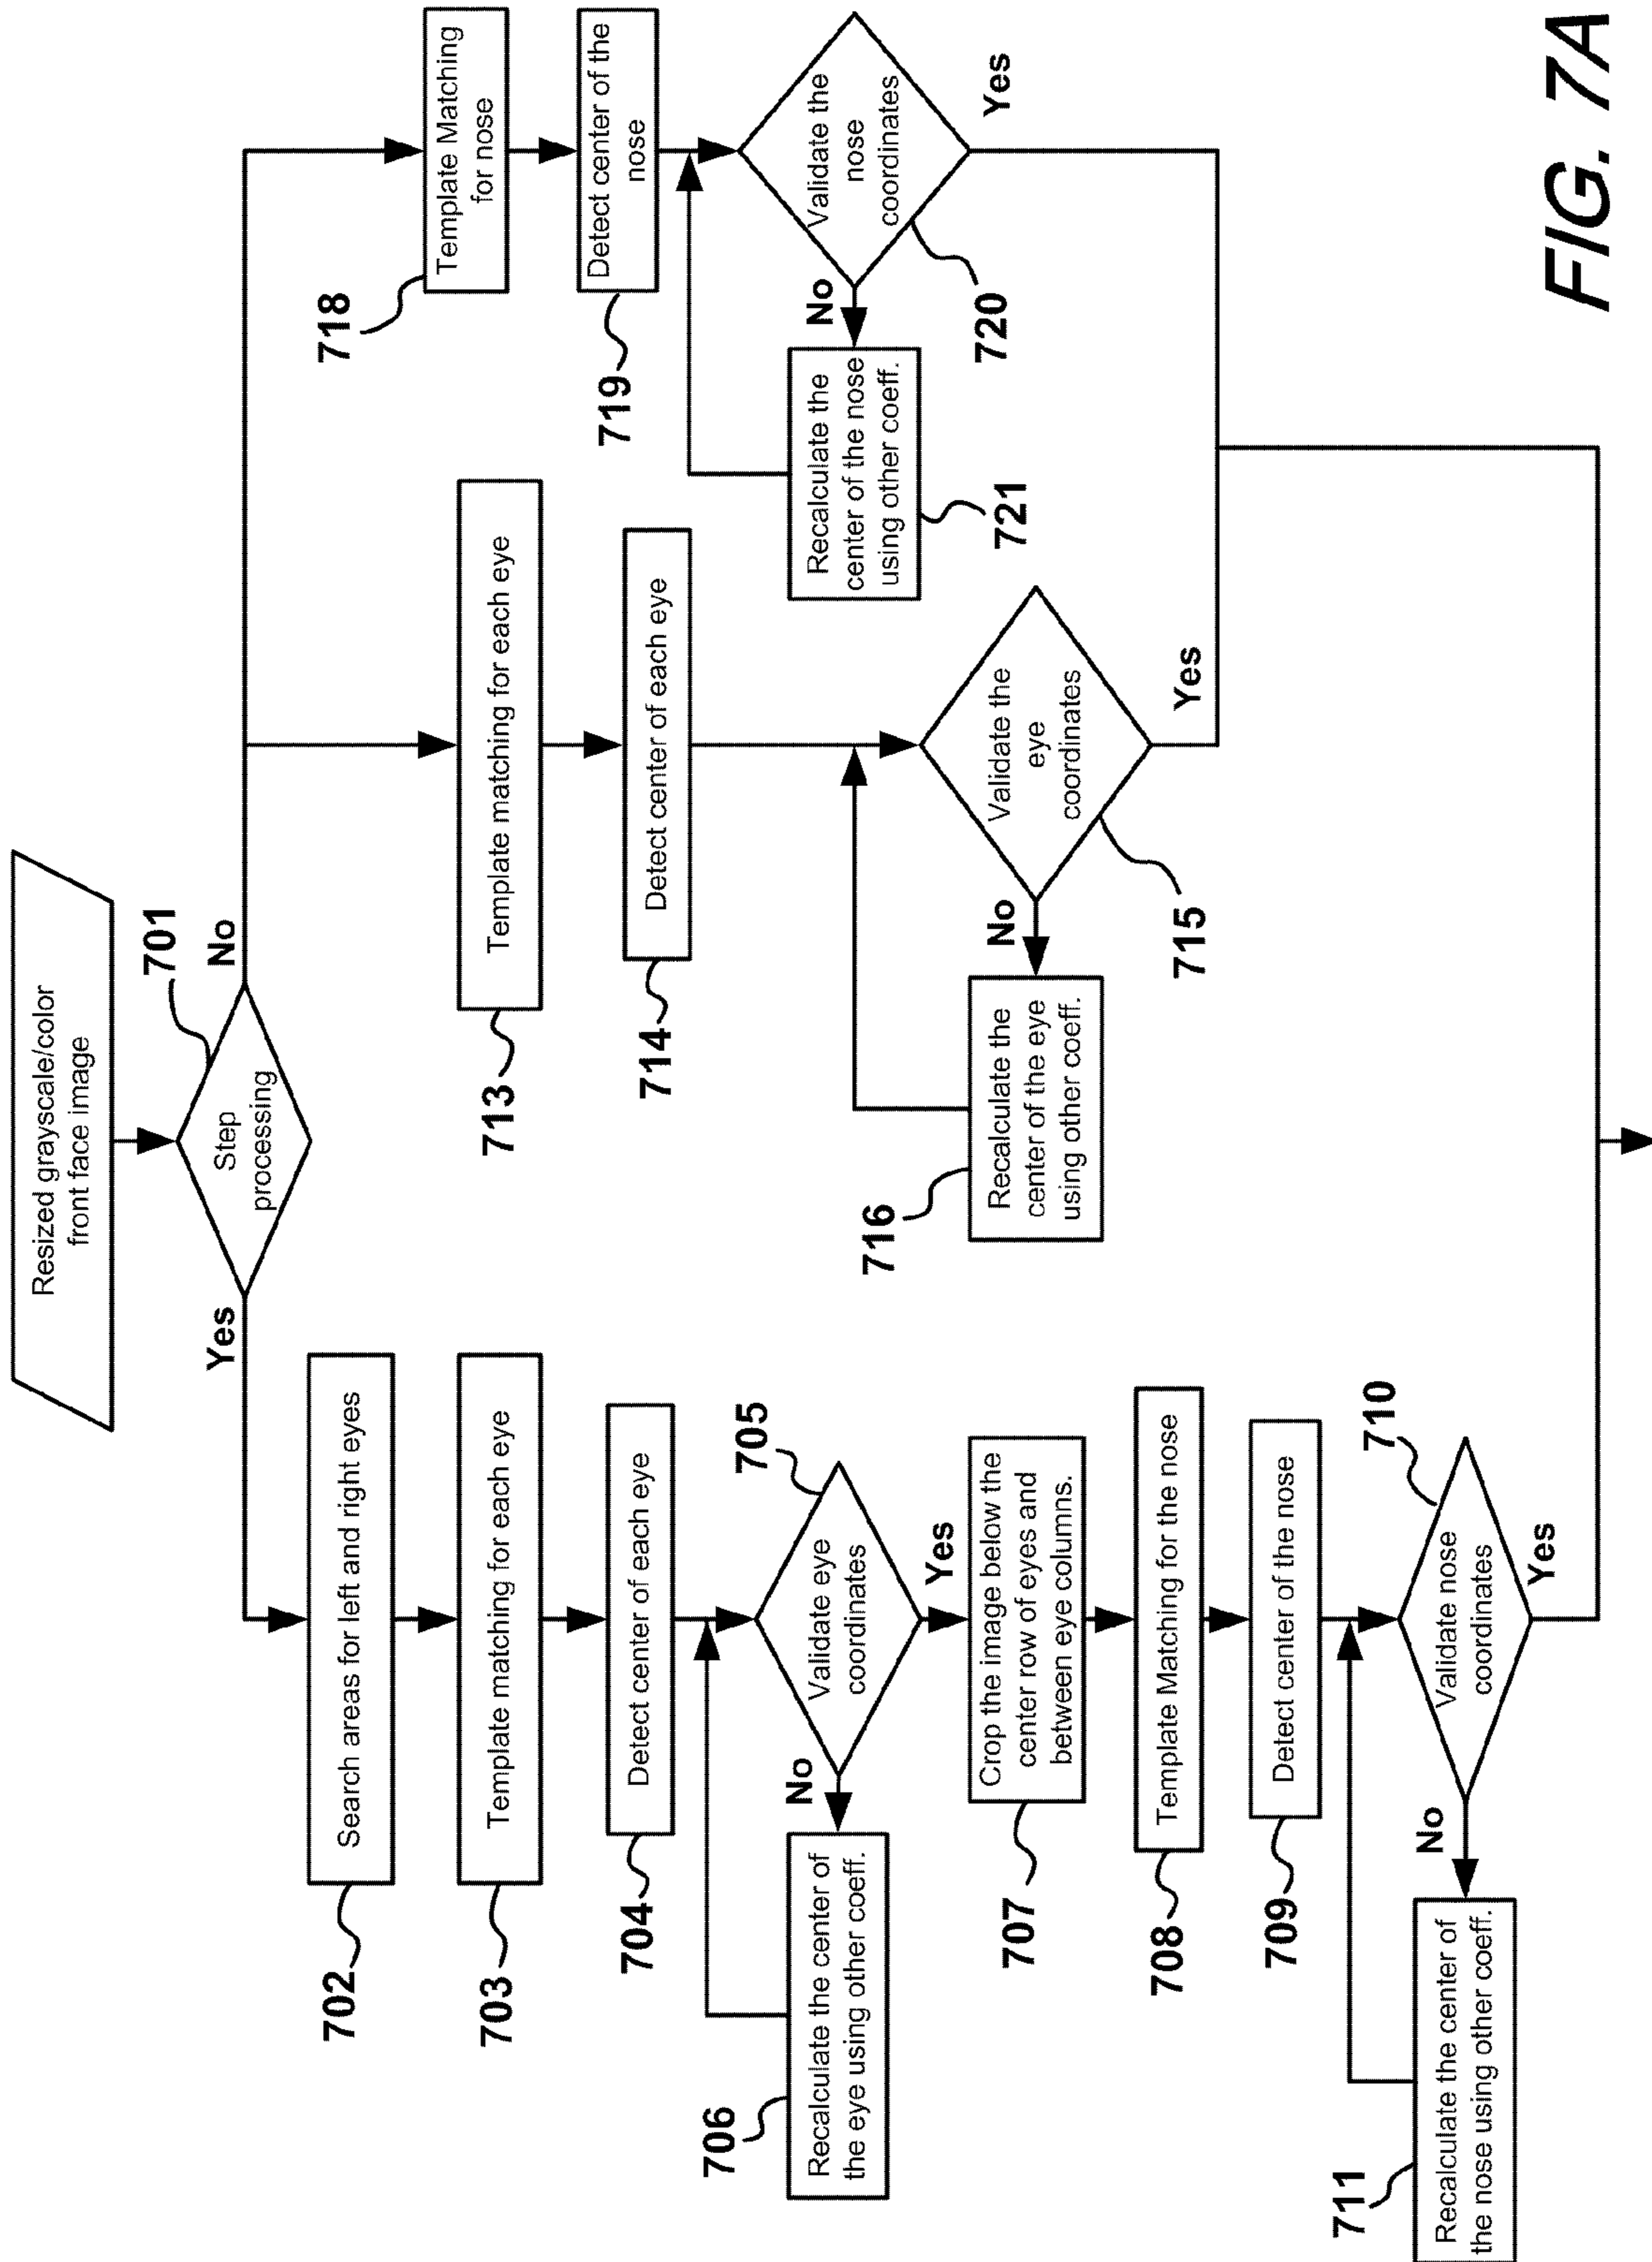 Resized grayscale/color
front face image
701
Step
processing
Yes
No
702
Search areas for left and right eyes
703
Template matching for each eye
704
Detect center of each eye
705
Validate eye
coordinates
No
Yes
706
Recalculate the center of
the eye using other coeff.
707
Crop the image below the
center row of eyes and
between eye columns.
708
Template Matching for the nose
709
Detect center of the nose
710
Validate nose
coordinates
No
Yes
711
Recalculate the center of
the nose using other coeff.
713
Template matching for each eye
714
Detect center of each eye
Validate the
eye
coordinates
715
No
Yes
716
Recalculate the
center of the eye
using other coeff.
718
Template Matching
for nose
719
Detect center of the
nose
Validate the
nose
coordinates
720
No
Yes
721
Recalculate the
center of the nose
using other coeff.
FIG. 7A